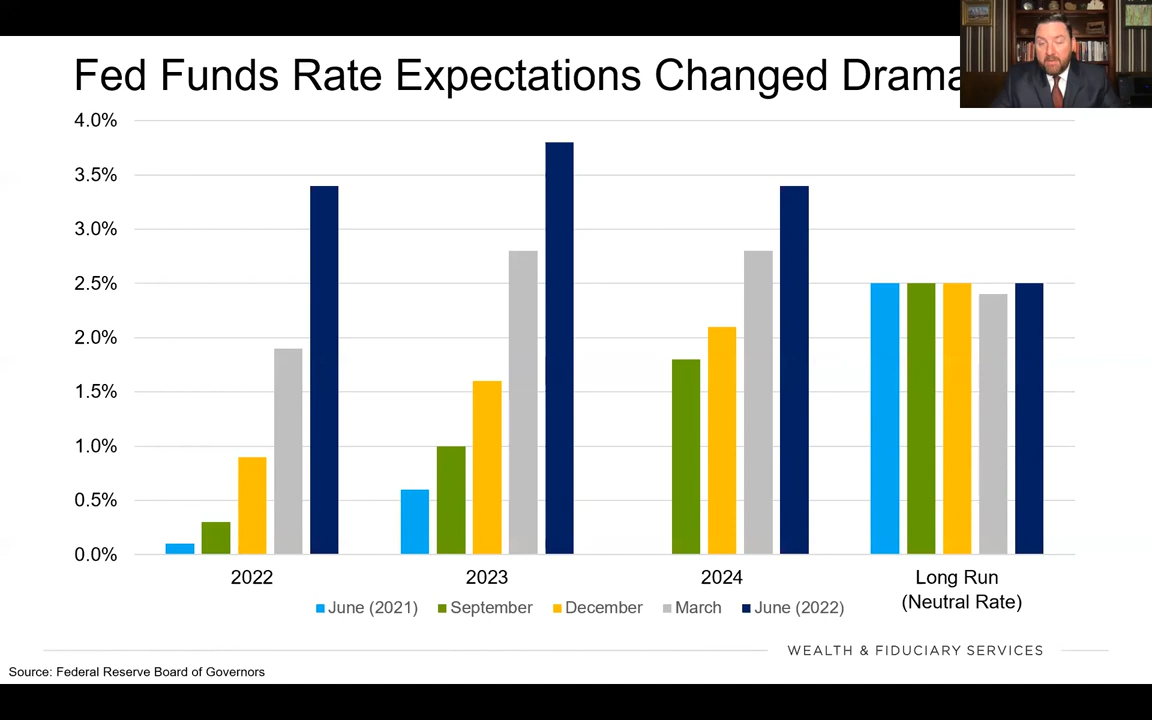 Fed Funds Rate Expectations Changed
4.0%
3.5%
3.0%
2.5%
2.0%
1.5%
1.0%
0.5%
0.0%
2022 2023 2024 Long Run
(Neutral Rate)
June (2021) September December March June (2022)
WEALTH & FIDUCIARY SERVICES
Source: Federal Reserve Board of Governors